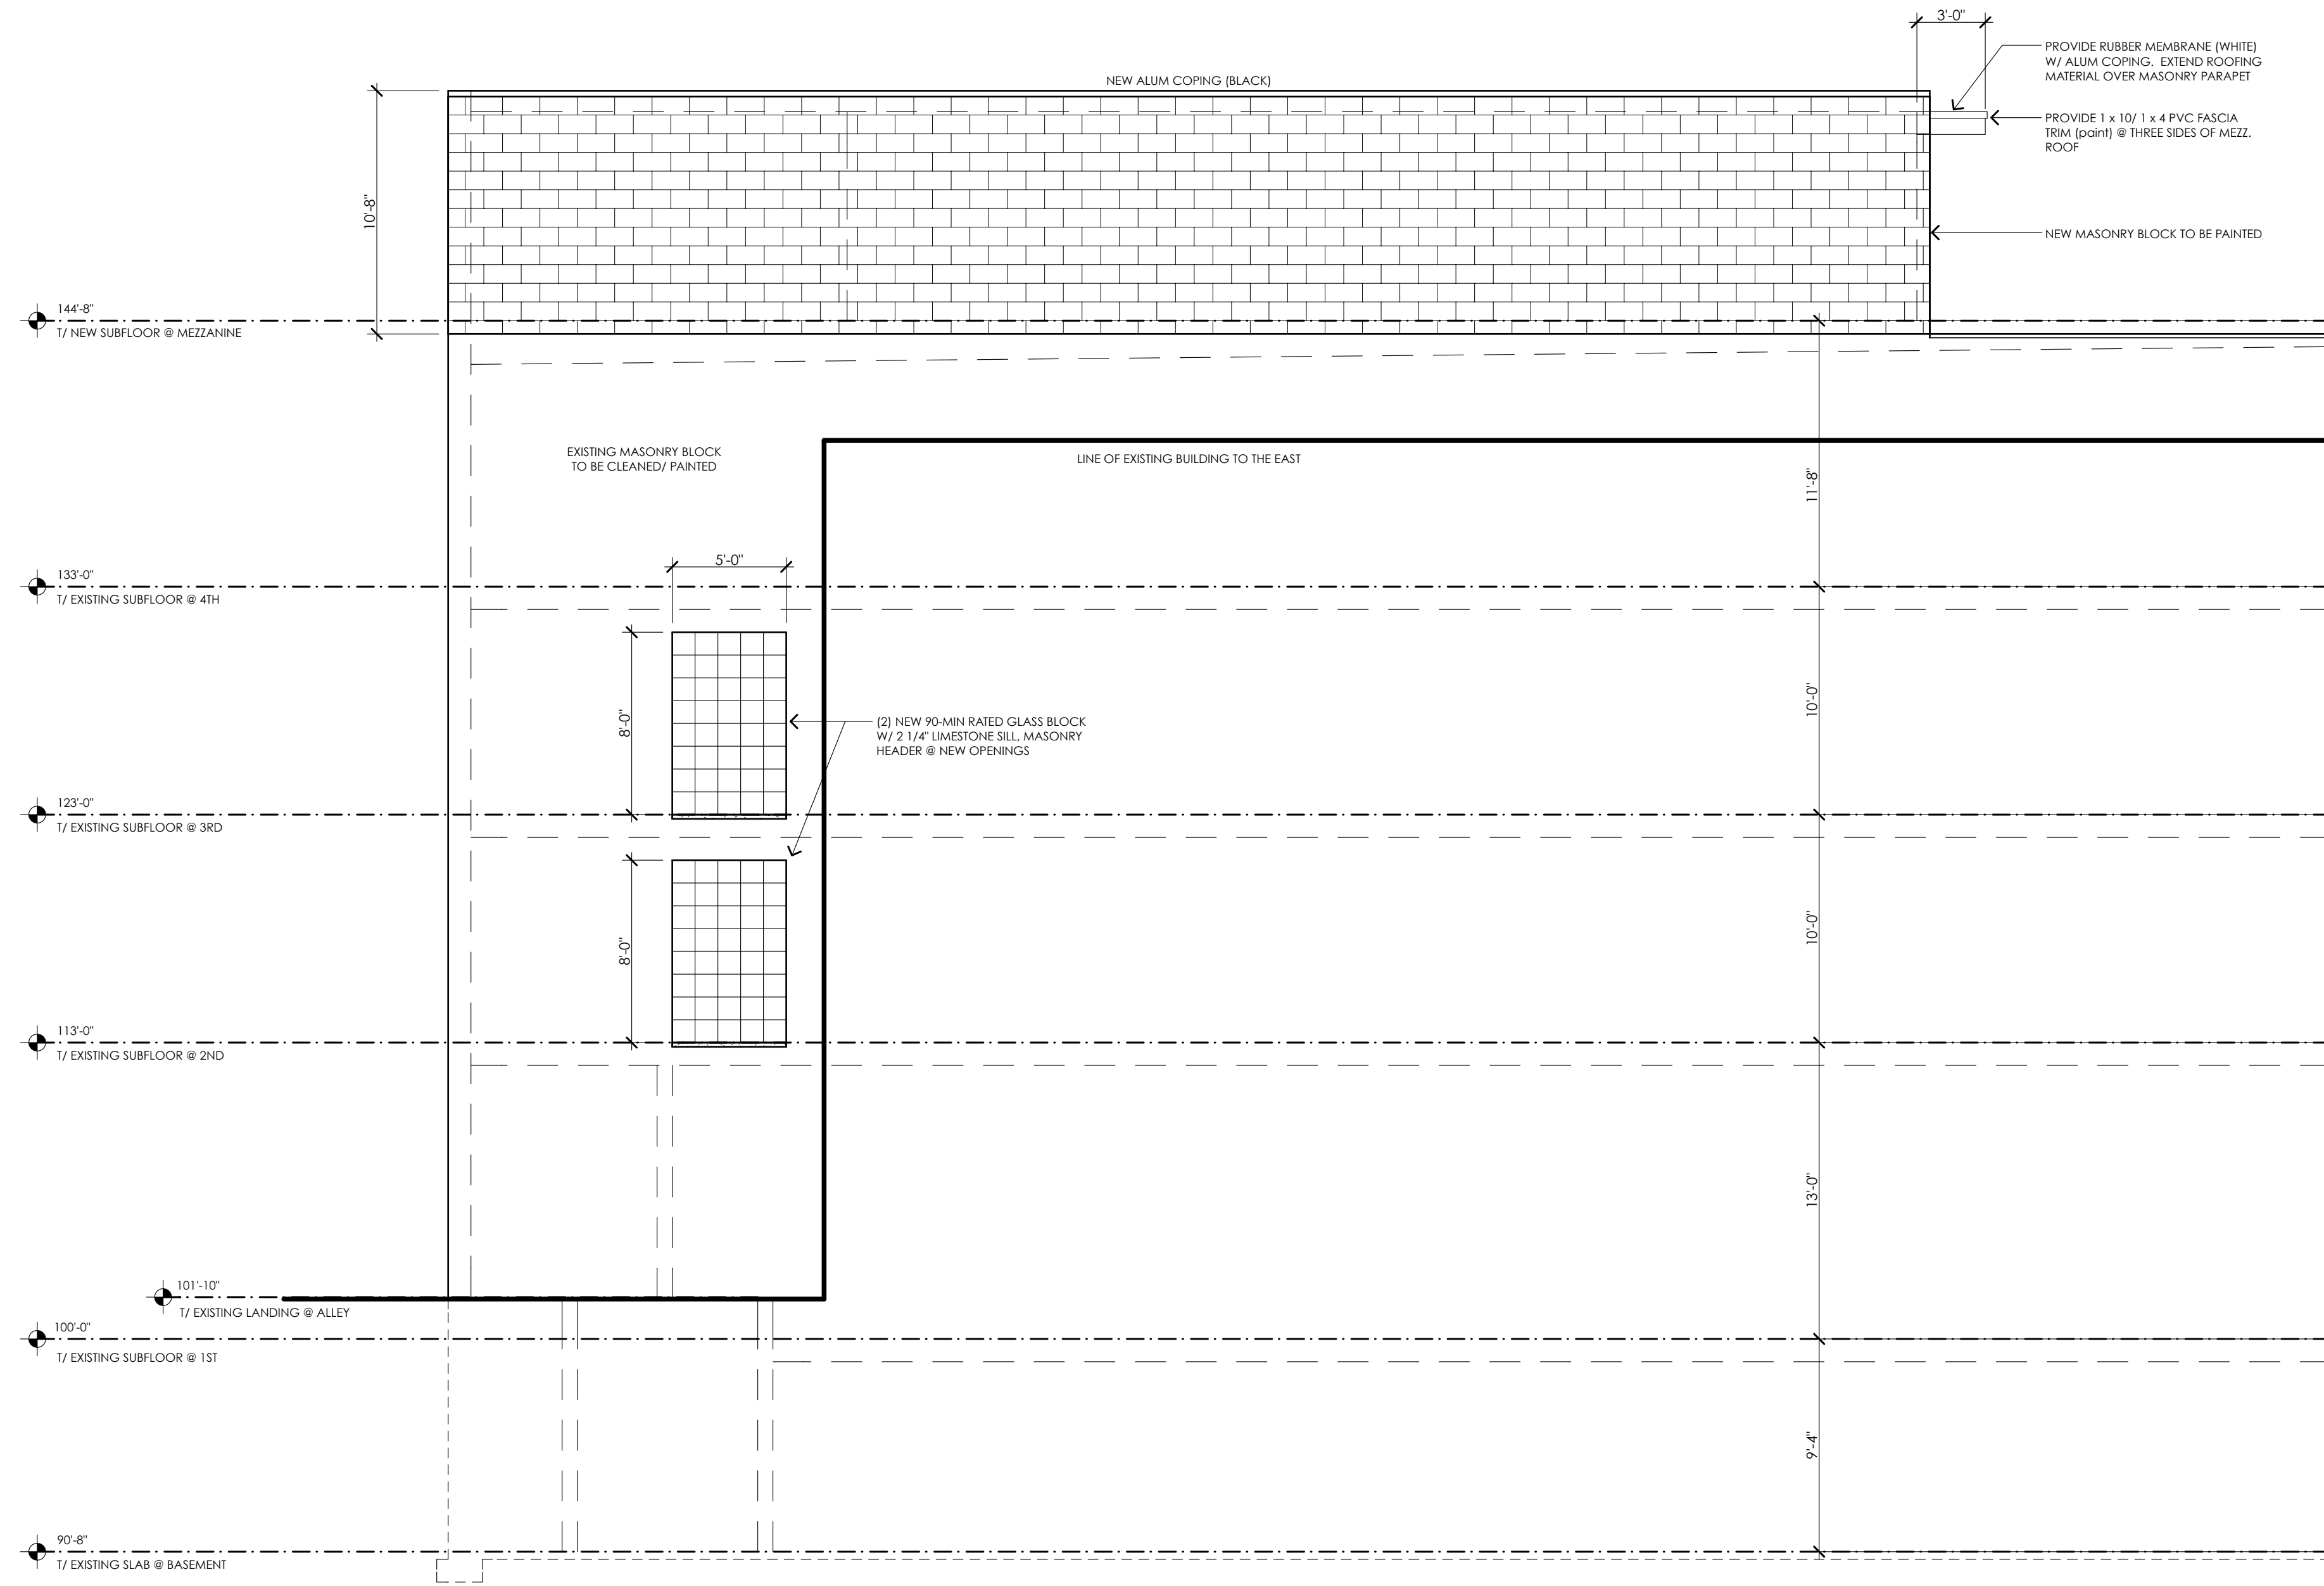 3'-0"
PROVIDE RUBBER MEMBRANE (WHITE)
W/ ALUM COPING. EXTEND ROOFING
MATERIAL OVER MASONRY PARAPET
NEW ALUM COPING (BLACK)
PROVIDE 1 x 10/ 1 x 4 PVC FASCIA
TRIM (paint) @ THREE SIDES OF MEZZ.
ROOF
10'-8"
NEW MASONRY BLOCK TO BE PAINTED
144'-8"
T/ NEW SUBFLOOR @ MEZZANINE
EXISTING MASONRY BLOCK
TO BE CLEANED/ PAINTED
LINE OF EXISTING BUILDING TO THE EAST
11'-8"
5'-0"
133'-0"
T/ EXISTING SUBFLOOR @ 4TH
8'-0"
(2) NEW 90-MIN RATED GLASS BLOCK
W/ 2 1/4" LIMESTONE SILL, MASONRY
HEADER @ NEW OPENINGS
10'-0"
123'-0"
T/ EXISTING SUBFLOOR @ 3RD
8'-0"
10'-0"
113'-0"
T/ EXISTING SUBFLOOR @ 2ND
13'-0"
101'-10"
T/ EXISTING LANDING @ ALLEY
100'-0"
T/ EXISTING SUBFLOOR @ 1ST
9'-4"
90'-8"
T/ EXISTING SLAB @ BASEMENT